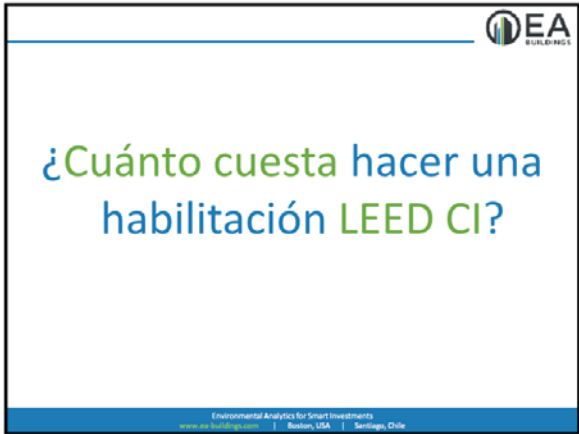 EA
BUILDINGS
¿Cuánto cuesta hacer una
habilitación LEED CI?
Environmental Analytics for Smart Investments
www.ea-buildings.com | Boston, USA | Santiago, Chile